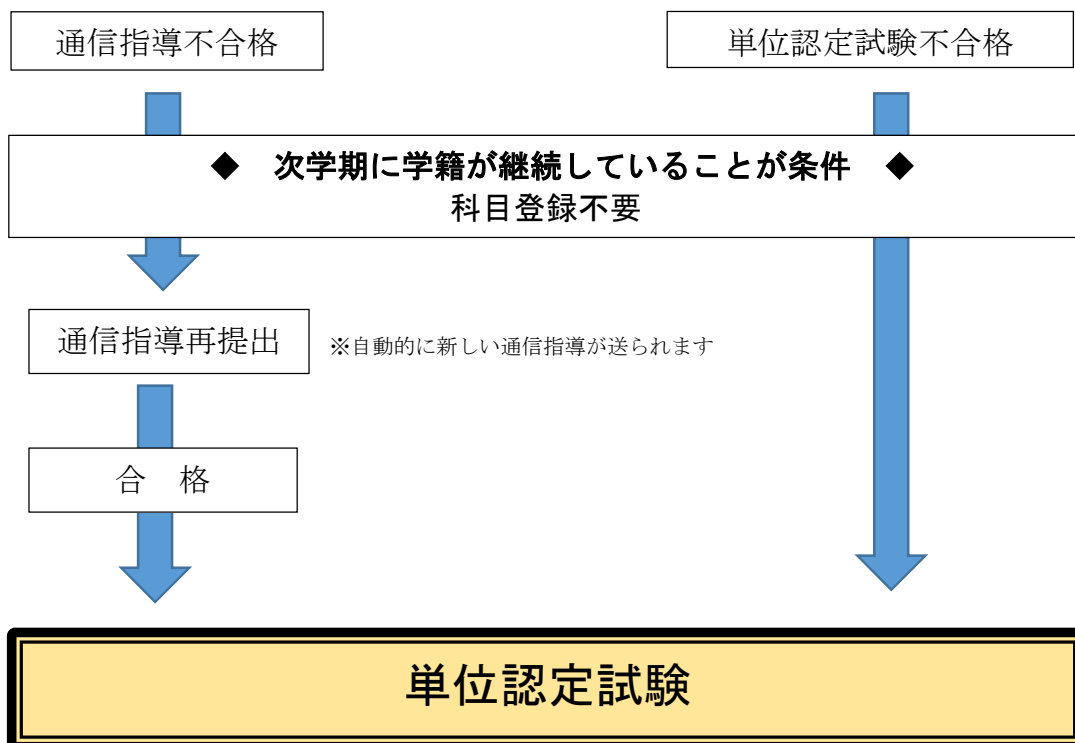 通信指導不合格
単位認定試験不合格
◆　次学期に学籍が継続していることが条件　◆
科目登録不要
通信指導再提出
※自動的に新しい通信指導が送られます
合　格
単位認定試験